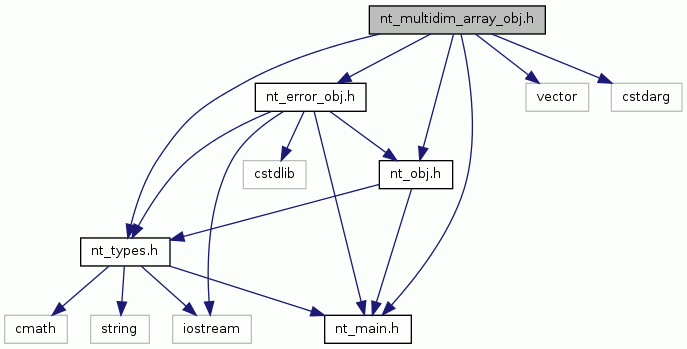 nt_multidim_array_obj.h
nt_error_obj.h
vector
cstdarg
cstdlib
nt_obj.h
nt_types.h
cmath
string
iostream
nt_main.h